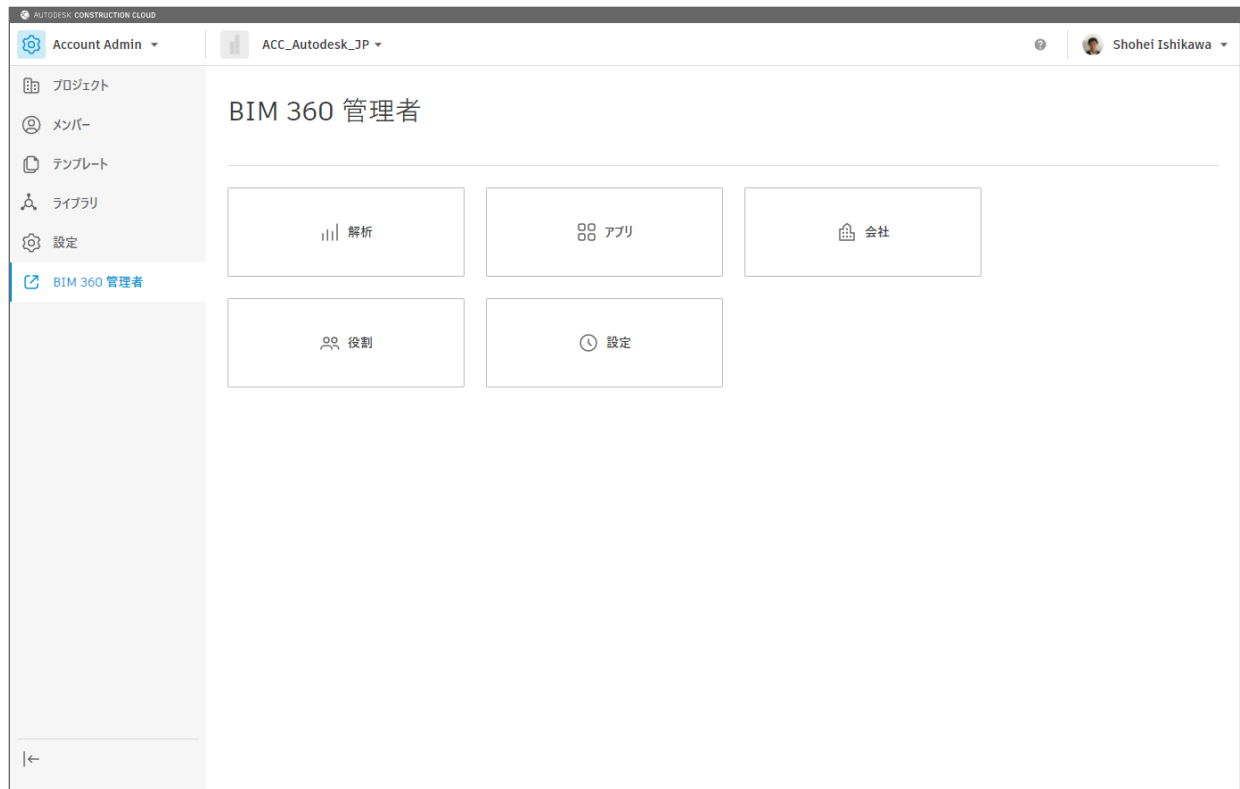 AUTODESK CONSTRUCTION CLOUD
Account Admin
ACC_Autodesk_JP
Shohei Ishikawa
プロジェクト
メンバー
テンプレート
ライブラリ
設定
BIM 360 管理者
BIM 360 管理者
解析
アプリ
会社
役割
設定